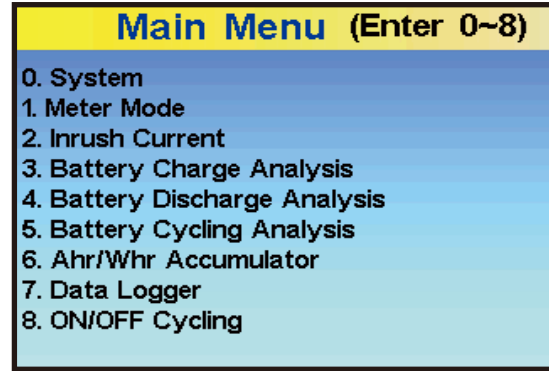 Main Menu (Enter 0~8)
0. System
1. Meter Mode
2. Inrush Current
3. Battery Charge Analysis
4. Battery Discharge Analysis
5. Battery Cycling Analysis
6. Ahr/Whr Accumulator
7. Data Logger
8. ON/OFF Cycling